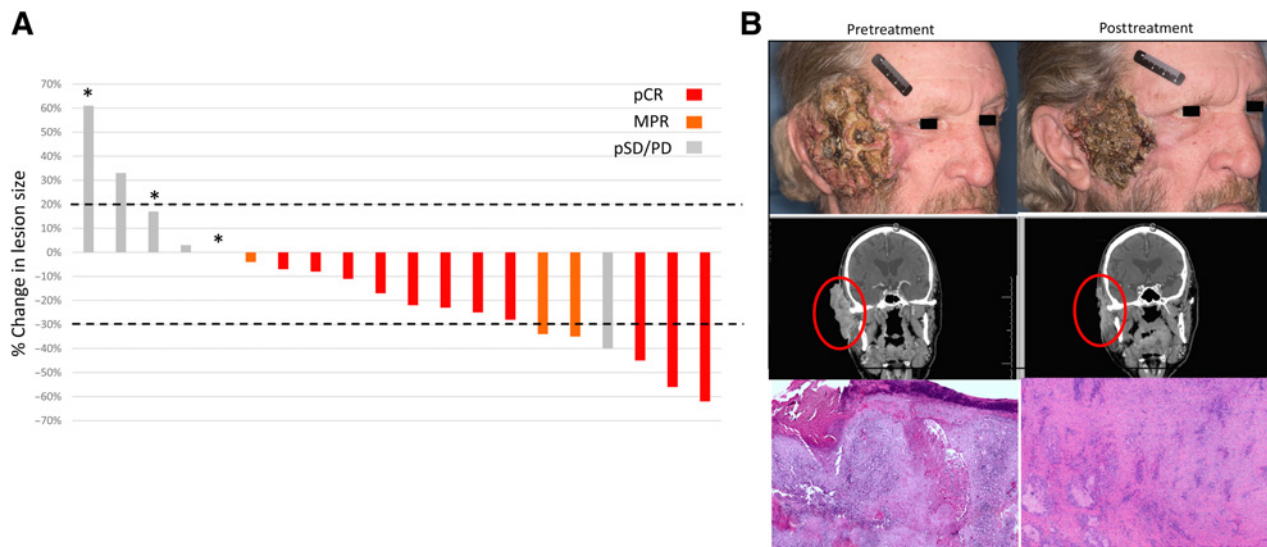 A
% Change in lesion size
70%
60%
50%
40%
30%
20%
10%
0%
−10%
−20%
−30%
−40%
−50%
−60%
−70%
*
*
*
pCR
MPR
pSD/PD
B
Pretreatment
Posttreatment